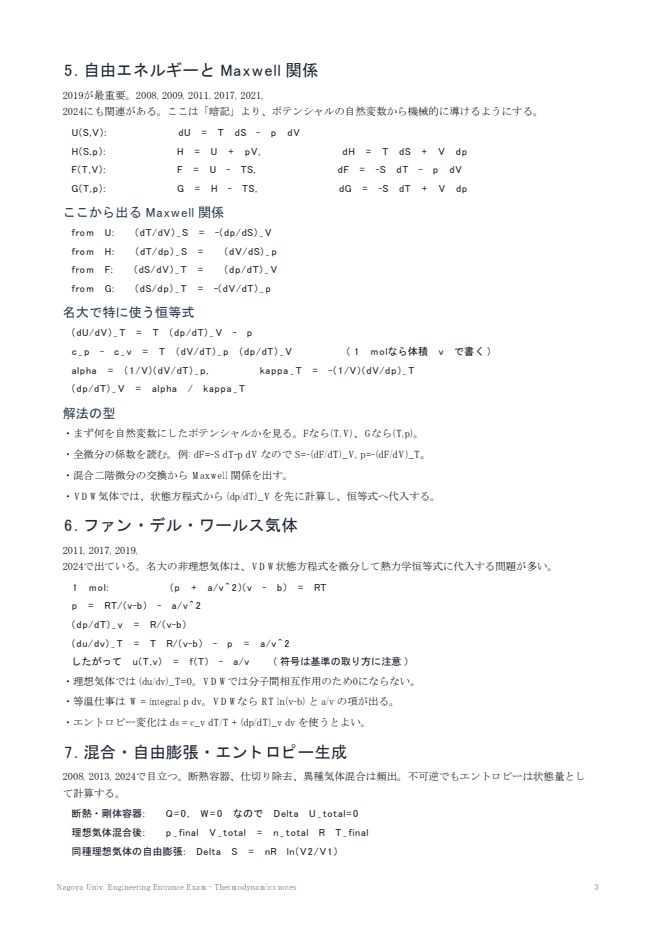 5. 自由エネルギーと Maxwell 関係
2019が最重要。2008, 2009, 2011, 2017, 2021,
2024にも関連がある。ここは「暗記」より、ポテンシャルの自然変数から機械的に導けるようにする。
U(S,V): dU = T dS - p dV
H(S,p): H = U + pV, dH = T dS + V dp
F(T,V): F = U - TS, dF = -S dT - p dV
G(T,p): G = H - TS, dG = -S dT + V dp
ここから出る Maxwell 関係
from U: (dT/dV)_S = -(dp/dS)_V
from H: (dT/dp)_S = (dV/dS)_p
from F: (dS/dV)_T = (dp/dT)_V
from G: (dS/dp)_T = -(dV/dT)_p
名大で特に使う恒等式
(dU/dV)_T = T (dp/dT)_V - p
c_p - c_v = T (dV/dT)_p (dp/dT)_V （1 molなら体積 v で書く）
alpha = (1/V)(dV/dT)_p, kappa_T = -(1/V)(dV/dp)_T
(dp/dT)_V = alpha / kappa_T
解法の型
・まず何を自然変数にしたポテンシャルかを見る。Fなら(T,V)、Gなら(T,p)。
・全微分の係数を読む。例: dF=-S dT-p dV なので S=-(dF/dT)_V, p=-(dF/dV)_T。
・混合二階微分の交換から Maxwell 関係を出す。
・VDW気体では、状態方程式から (dp/dT)_V を先に計算し、恒等式へ代入する。
6. ファン・デル・ワールス気体
2011, 2017, 2019,
2024で出ている。名大の非理想気体は、VDW状態方程式を微分して熱力学恒等式に代入する問題が多い。
1 mol: (p + a/v^2)(v - b) = RT
p = RT/(v-b) - a/v^2
(dp/dT)_v = R/(v-b)
(du/dv)_T = T R/(v-b) - p = a/v^2
したがって u(T,v) = f(T) - a/v （符号は基準の取り方に注意）
・理想気体では (du/dv)_T=0。VDWでは分子間相互作用のため0にならない。
・等温仕事は W = integral p dv。VDWなら RT ln(v-b) と a/v の項が出る。
・エントロピー変化は ds = c_v dT/T + (dp/dT)_v dv を使うとよい。
7. 混合・自由膨張・エントロピー生成
2008, 2013, 2024で目立つ。断熱容器、仕切り除去、異種気体混合は頻出。不可逆でもエントロピーは状態量とし
て計算する。
断熱・剛体容器: Q=0, W=0 なので Delta U_total=0
理想気体混合後: p_final V_total = n_total R T_final
同種理想気体の自由膨張: Delta S = nR ln(V2/V1)
Nagoya Univ. Engineering Entrance Exam - Thermodynamics notes 3